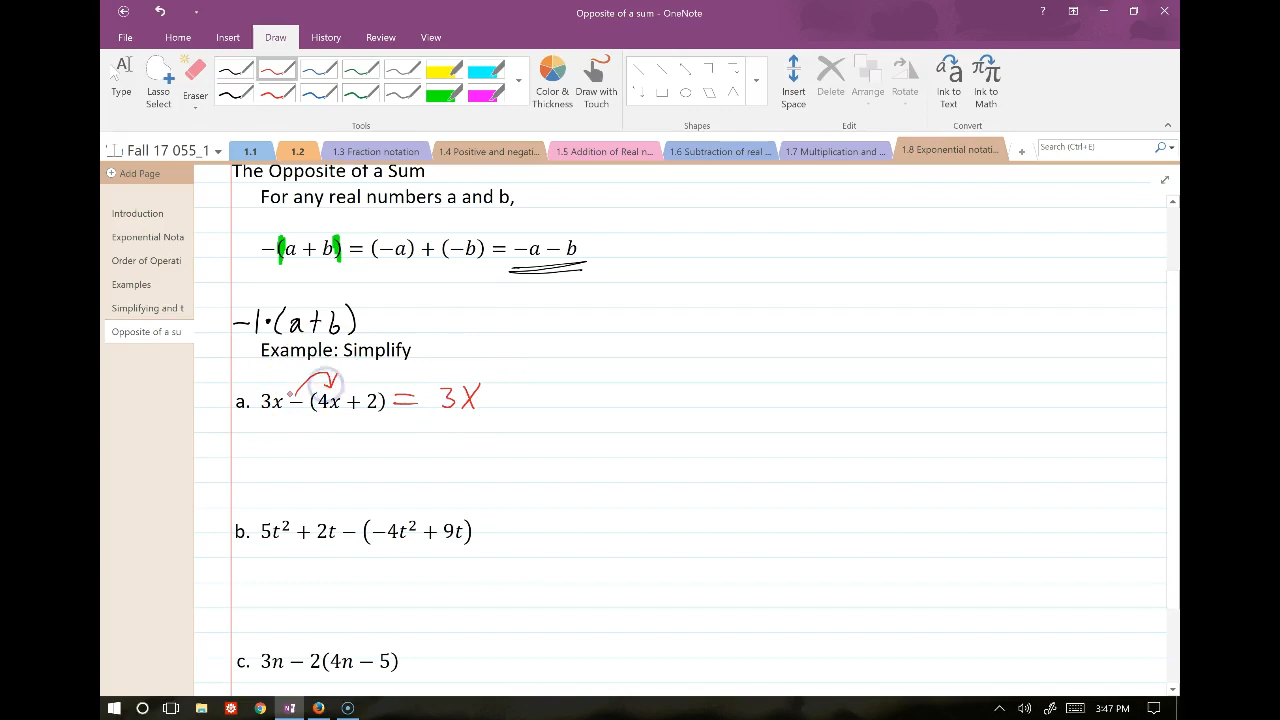 Opposite of a sum - OneNote
?
File Home Insert Draw History Review View
Type Lasso Select Eraser Color & Thickness Draw with Touch Insert Space Delete Arrange Rotate Ink to Text Ink to Math
Tools Shapes Edit Convert
Fall 17 055_1 1.1 1.2 1.3 Fraction notation 1.4 Positive and negati... 1.5 Addition of Real n... 1.6 Subtraction of real ... 1.7 Multiplication and ... 1.8 Exponential notati... Search (Ctrl+E)
Add Page
Introduction
Exponential Nota
Order of Operati
Examples
Simplifying and t
Opposite of a su
The Opposite of a Sum
For any real numbers a and b,
−(a + b) = (−a) + (−b) = −a − b
−1•(a+b)
Example: Simplify
a. 3x − (4x + 2) = 3X
b. 5t² + 2t − (−4t² + 9t)
c. 3n − 2(4n − 5)
3:47 PM